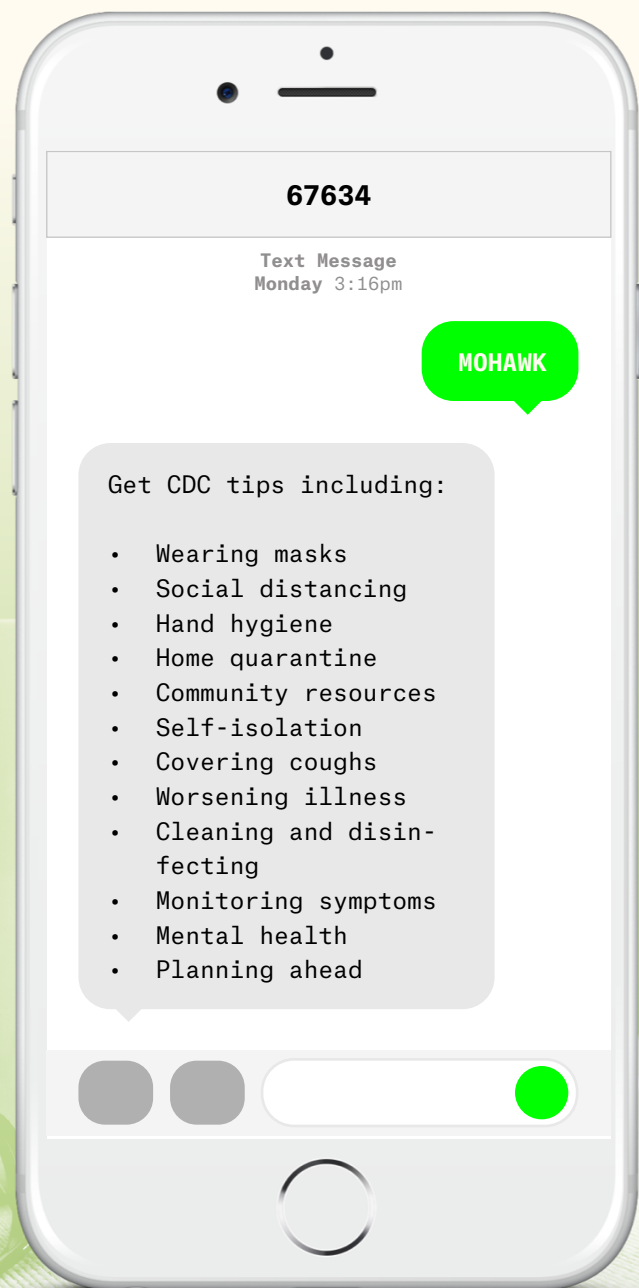 67634
Text Message
Monday 3:16pm
MOHAWK
Get CDC tips including:
• Wearing masks
• Social distancing
• Hand hygiene
• Home quarantine
• Community resources
• Self-isolation
• Covering coughs
• Worsening illness
• Cleaning and disin-
fecting
• Monitoring symptoms
• Mental health
• Planning ahead